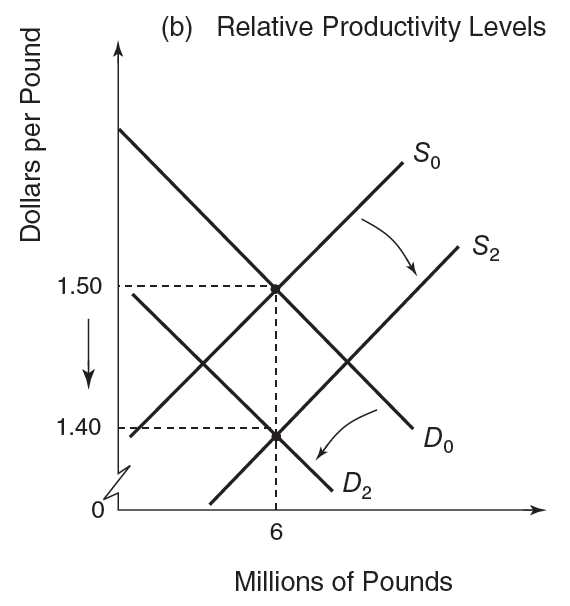 (b) Relative Productivity Levels
Dollars per Pound
S₀
S₂
1.50
1.40
D₀
D₂
0
6
Millions of Pounds